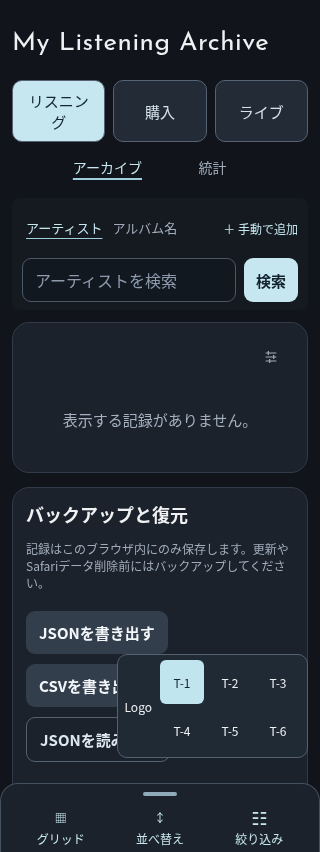 My Listening Archive
リスニン
グ
購入
ライブ
アーカイブ
統計
アーティスト
アルバム名
＋ 手動で追加
アーティストを検索
検索
表示する記録がありません。
バックアップと復元
記録はこのブラウザ内にのみ保存します。更新や
Safariデータ削除前にはバックアップしてくださ
い。
JSONを書き出す
CSVを書き
JSONを読
Logo
T-1
T-2
T-3
T-4
T-5
T-6
グリッド
並べ替え
絞り込み